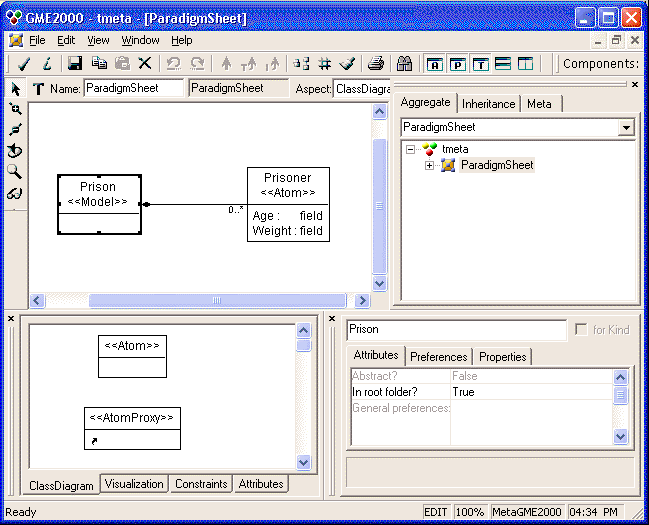 GME2000 - tmeta - [ParadigmSheet]
File Edit View Window Help
Components:
Name: ParadigmSheet ParadigmSheet Aspect: ClassDiagra
Aggregate Inheritance Meta
ParadigmSheet
tmeta
ParadigmSheet
Prison
<<Model>>
0..*
Prisoner
<<Atom>>
Age : field
Weight : field
<<Atom>>
<<AtomProxy>>
ClassDiagram Visualization Constraints Attributes
Prison for Kind
Attributes Preferences Properties
Abstract? False
In root folder? True
General preferences:
Ready EDIT 100% MetaGME2000 04:34 PM